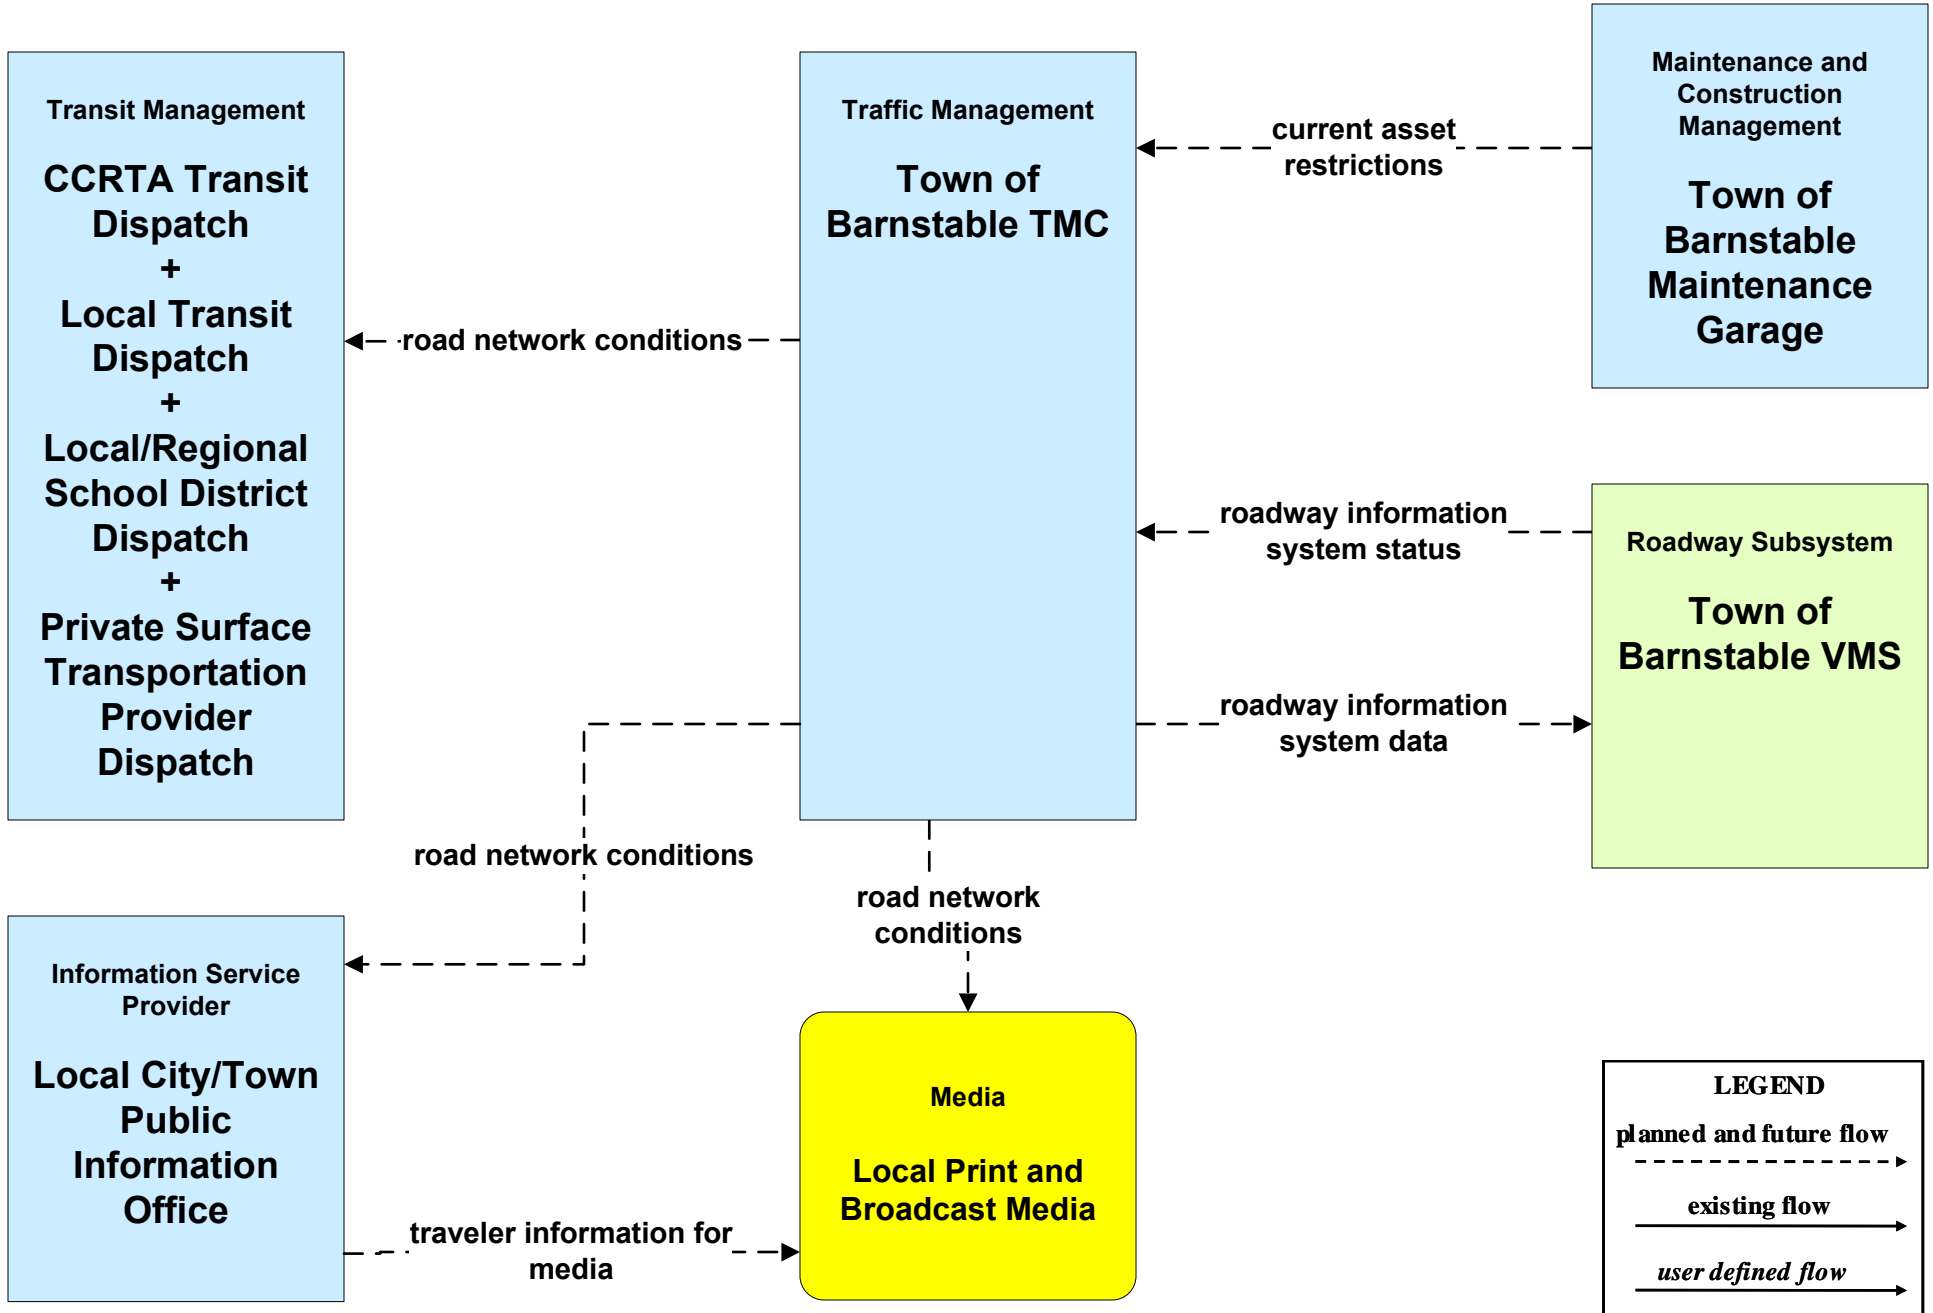 Transit Management
CCRTA Transit
Dispatch
+
Local Transit
Dispatch
+
Local/Regional
School District
Dispatch
+
Private Surface
Transportation
Provider
Dispatch
Traffic Management
Town of
Barnstable TMC
Maintenance and
Construction
Management
Town of
Barnstable
Maintenance
Garage
current asset
restrictions
road network conditions
roadway information
system status
Roadway Subsystem
Town of
Barnstable VMS
roadway information
system data
road network conditions
road network
conditions
Information Service
Provider
Local City/Town
Public
Information
Office
traveler information for
media
Media
Local Print and
Broadcast Media
LEGEND
planned and future flow
existing flow
user defined flow